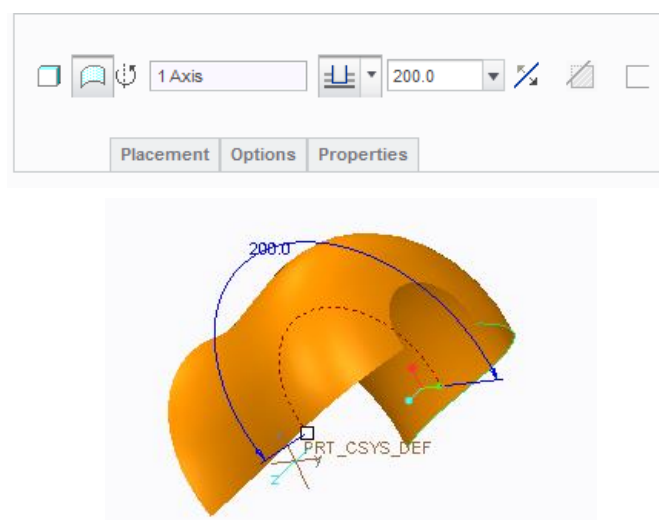 1 Axis 200.0
Placement Options Properties
200.0
PRT_CSYS_DEF
y
z